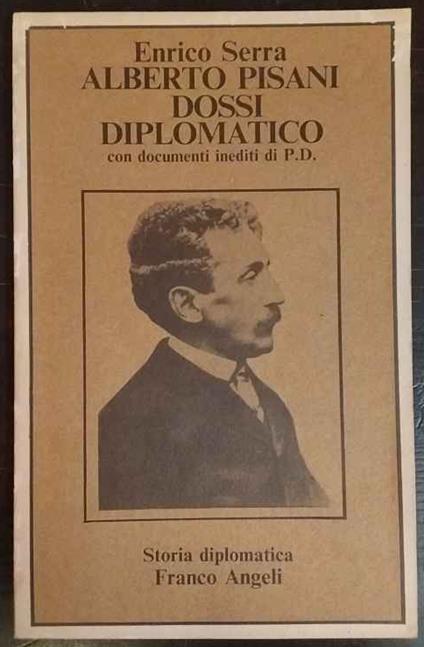 Enrico Serra
ALBERTO PISANI
DOSSI
DIPLOMATICO
con documenti inediti di P.D.
Storia diplomatica
Franco Angeli